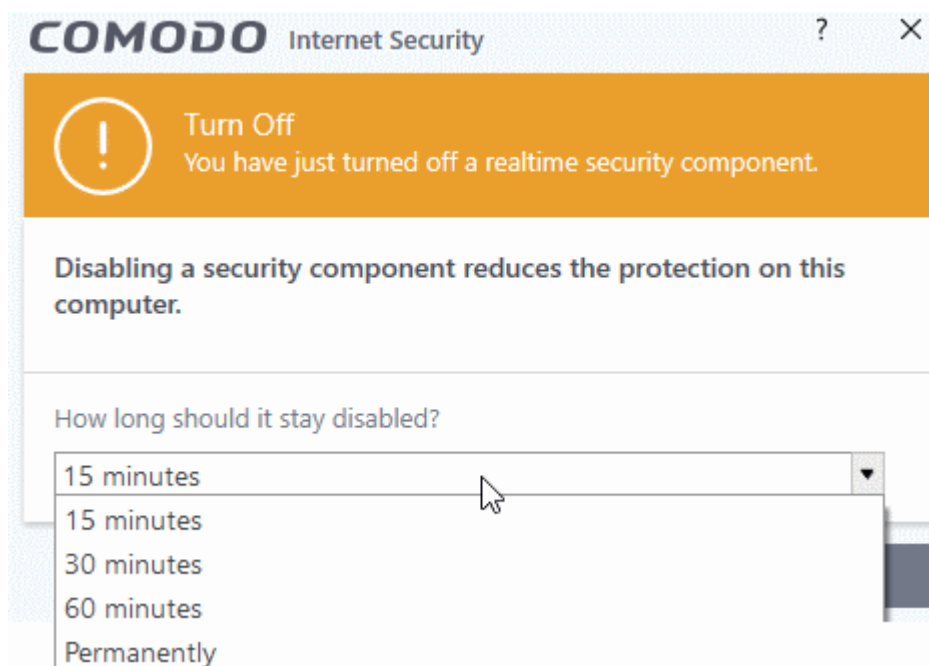 COMODO Internet Security ?
Turn Off
You have just turned off a realtime security component.
Disabling a security component reduces the protection on this
computer.
How long should it stay disabled?
15 minutes
15 minutes
30 minutes
60 minutes
Permanently